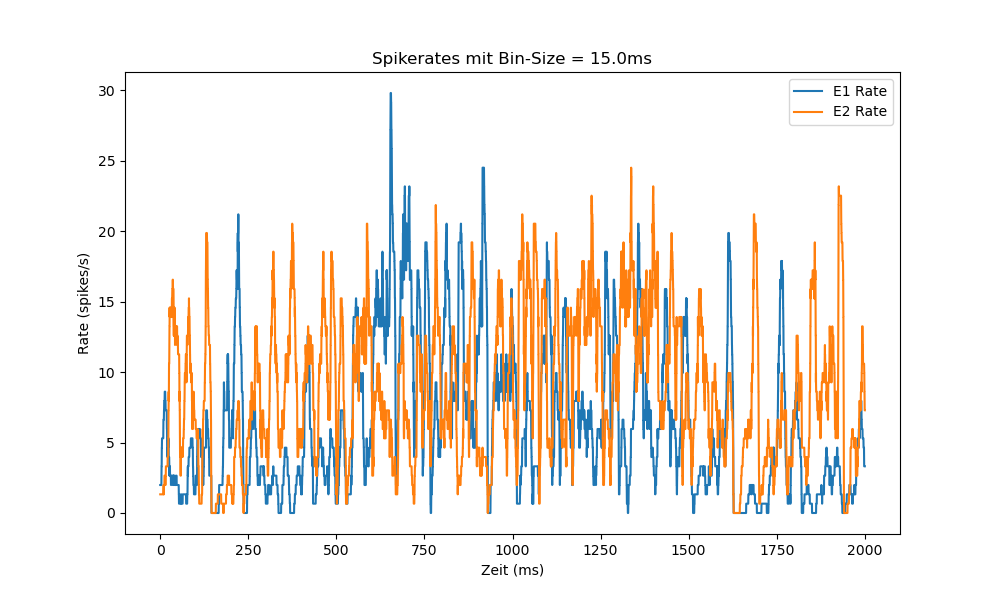 Spikerates mit Bin-Size = 15.0ms
E1 Rate
E2 Rate
30
25
20
15
10
5
0
Rate (spikes/s)
0 250 500 750 1000 1250 1500 1750 2000
Zeit (ms)